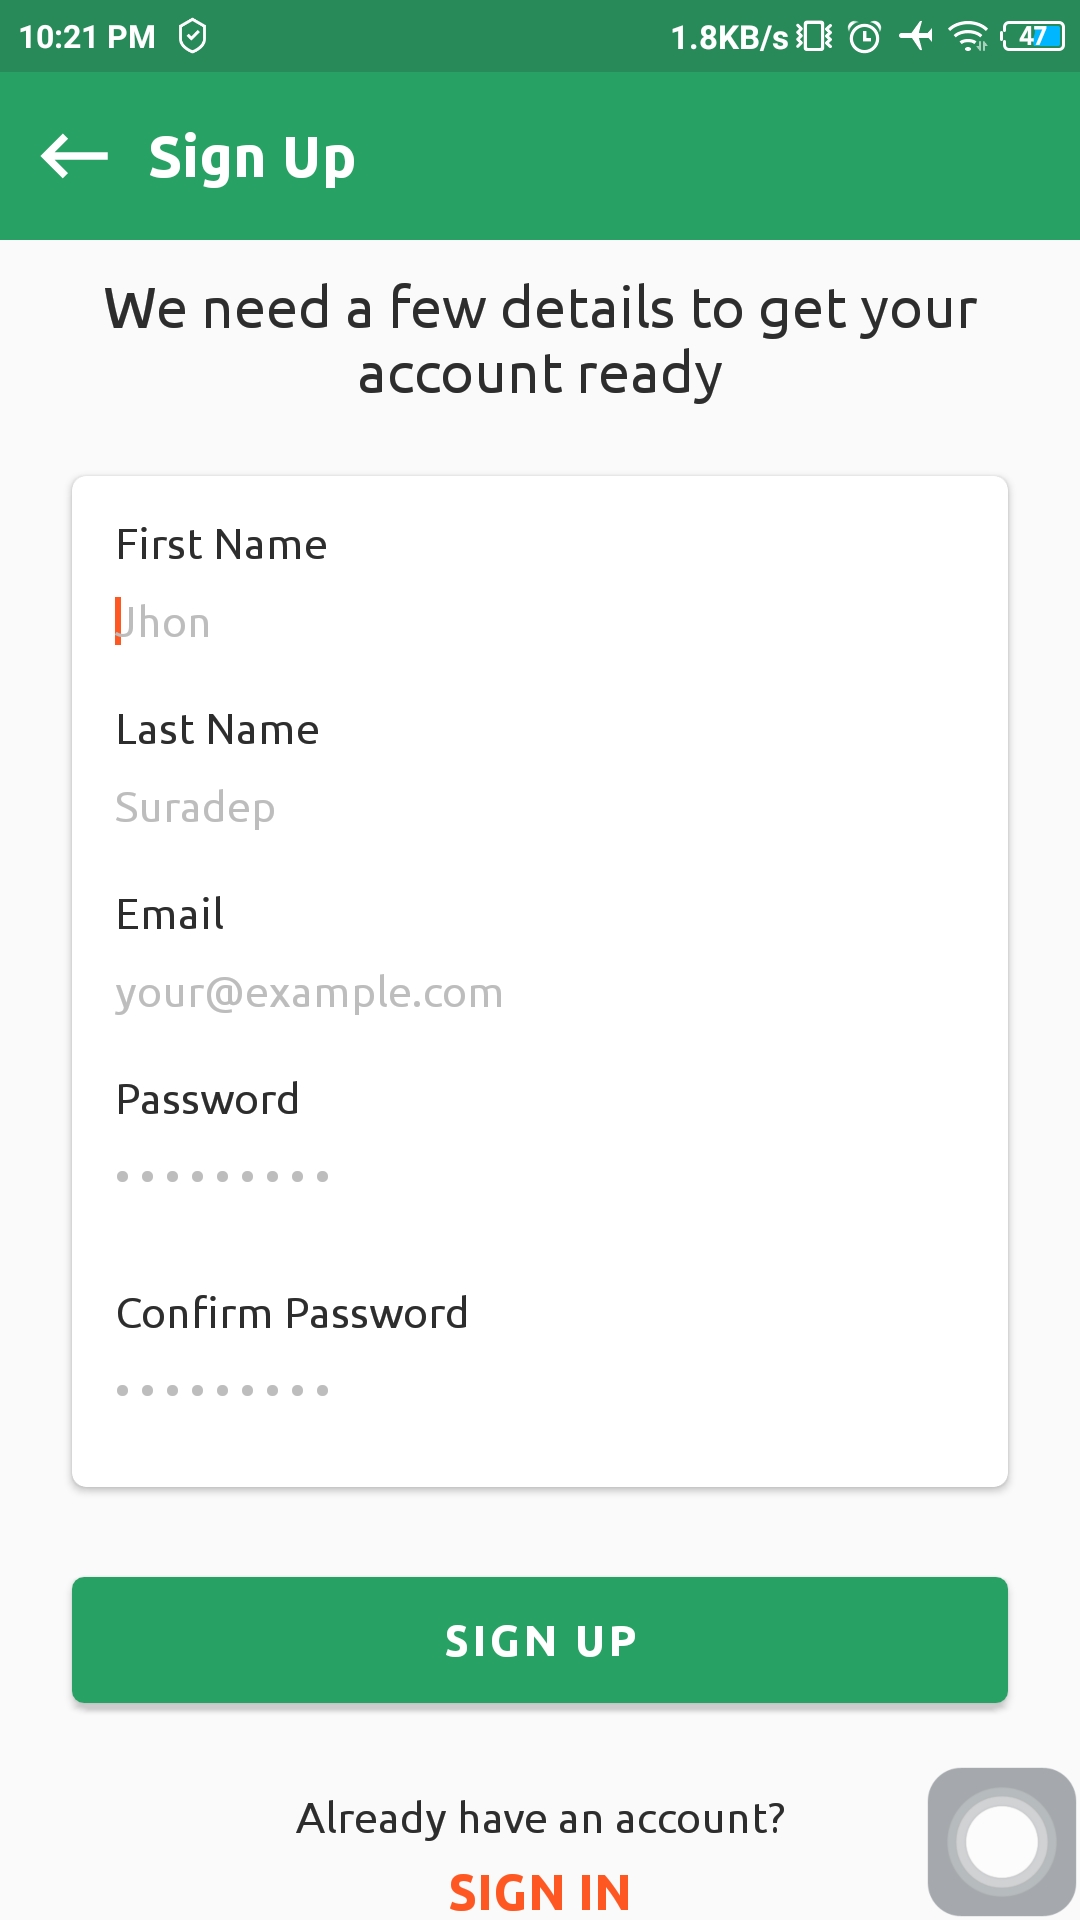 10:21 PM 1.8KB/s 47
Sign Up
We need a few details to get your
account ready
First Name
Jhon
Last Name
Suradep
Email
your@example.com
Password
•••••••••
Confirm Password
•••••••••
SIGN UP
Already have an account?
SIGN IN